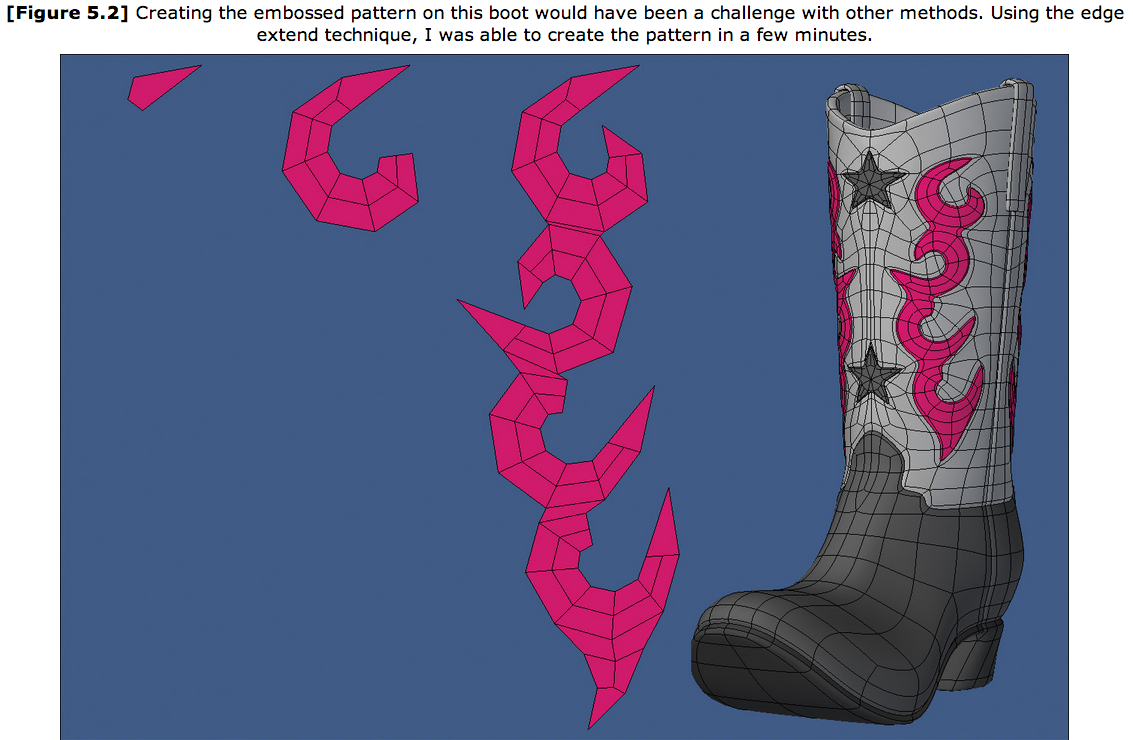 [Figure 5.2] Creating the embossed pattern on this boot would have been a challenge with other methods. Using the edge
extend technique, I was able to create the pattern in a few minutes.